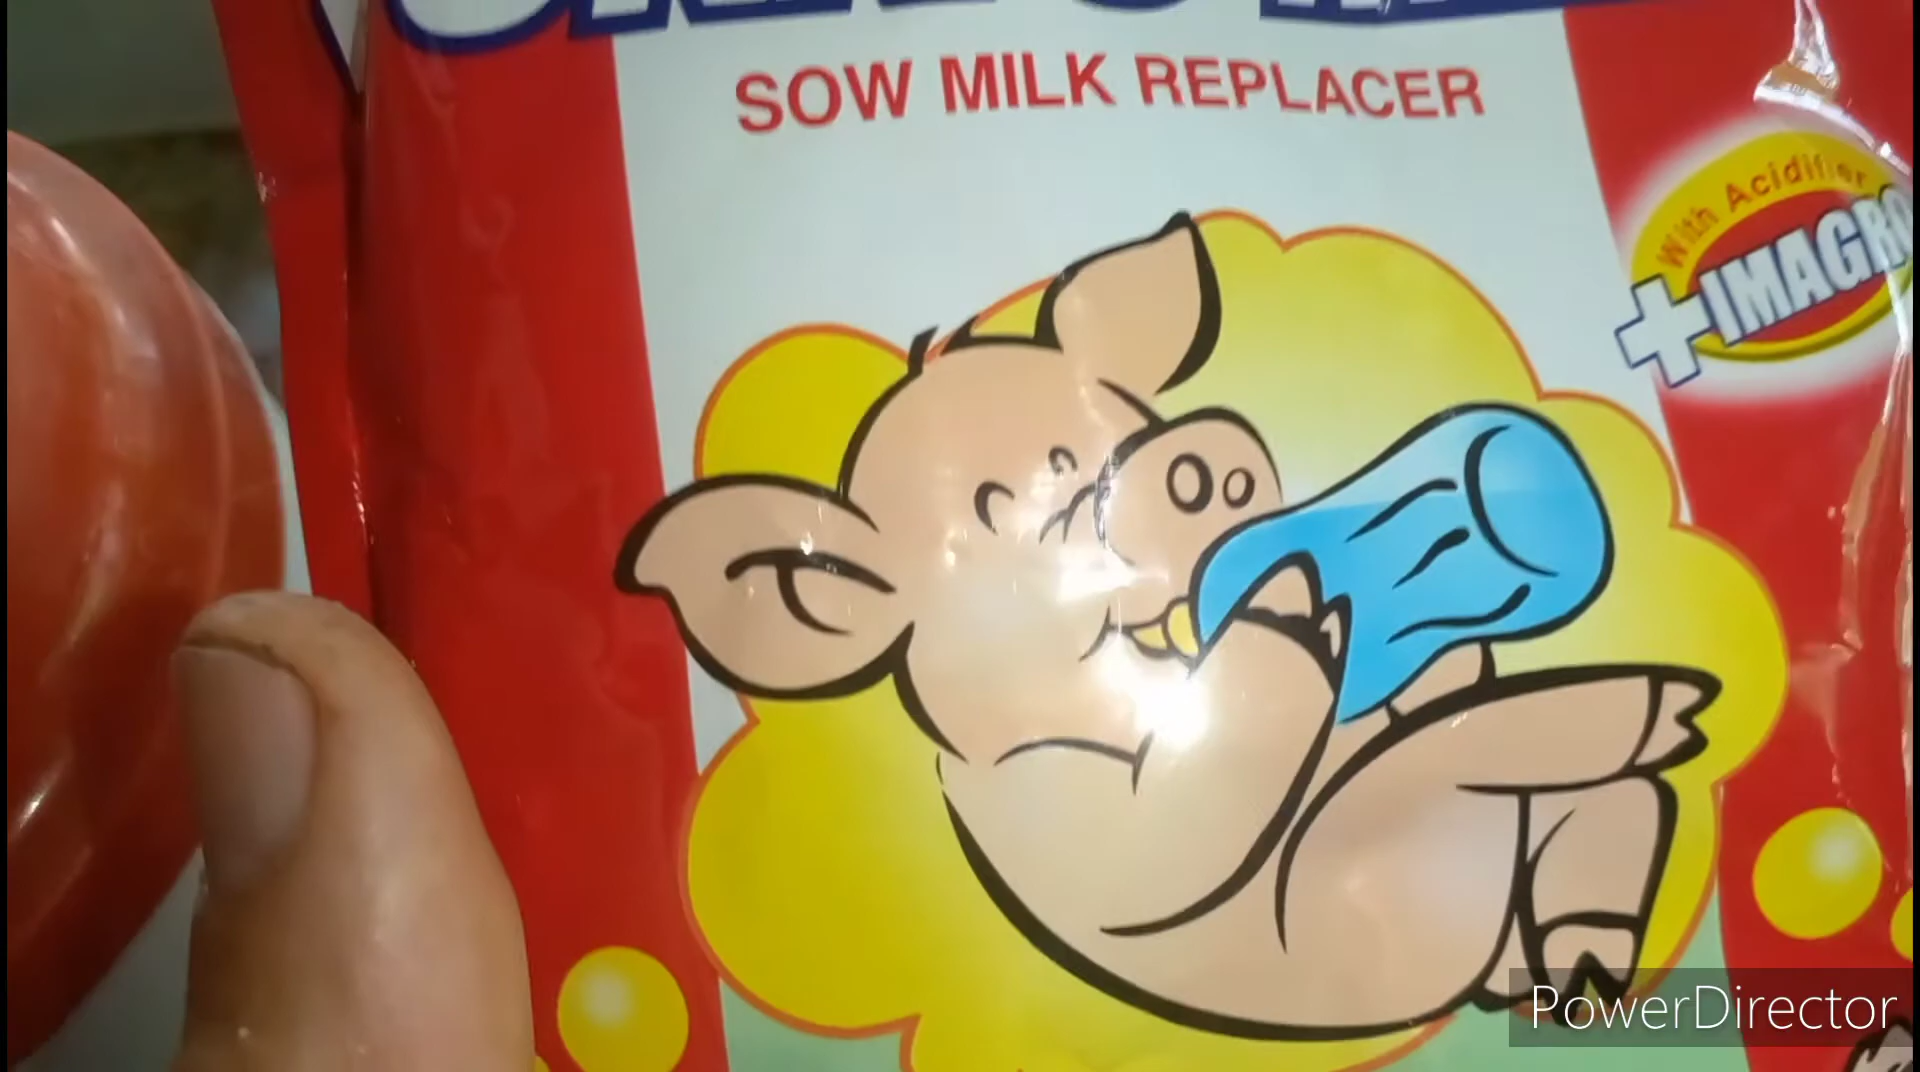 SOW MILK REPLACER
With Acidifier
+IMAGRO
PowerDirector